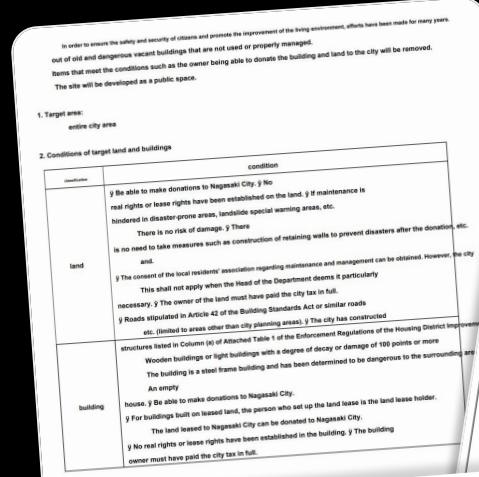 In order to ensure the safety and security of citizens and promote the improvement of the living environment, efforts have been made for many years.
out of old and dangerous vacant buildings that are not used or properly managed.
Items that meet the conditions such as the owner being able to donate the building and land to the city will be removed.
The site will be developed as a public space.
1. Target area:
entire city area
2. Conditions of target land and buildings
classification
condition
land
ÿ Be able to make donations to Nagasaki City. ÿ No
real rights or lease rights have been established on the land. ÿ If maintenance is
hindered in disaster-prone areas, landslide special warning areas, etc.
There is no risk of damage. ÿ There
is no need to take measures such as construction of retaining walls to prevent disasters after the donation, etc.
and.
ÿ The consent of the local residents' association regarding maintenance and management can be obtained. However, the city
This shall not apply when the Head of the Department deems it particularly
necessary. ÿ The owner of the land must have paid the city tax in full.
ÿ Roads stipulated in Article 42 of the Building Standards Act or similar roads
etc. (limited to areas other than city planning areas). ÿ The city has constructed
building
structures listed in Column (a) of Attached Table 1 of the Enforcement Regulations of the Housing District Improveme
Wooden buildings or light buildings with a degree of decay or damage of 100 points or more
The building is a steel frame building and has been determined to be dangerous to the surrounding are
An empty
house. ÿ Be able to make donations to Nagasaki City.
ÿ For buildings built on leased land, the person who set up the land lease is the land lease holder.
The land leased to Nagasaki City can be donated to Nagasaki City.
ÿ No real rights or lease rights have been established in the building. ÿ The building
owner must have paid the city tax in full.